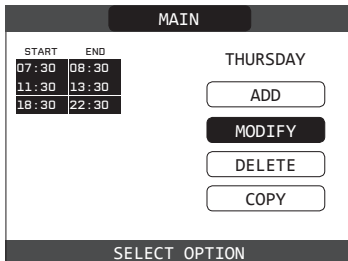 MAIN
START END
07:30 08:30
11:30 13:30
18:30 22:30
THURSDAY
ADD
MODIFY
DELETE
COPY
SELECT OPTION